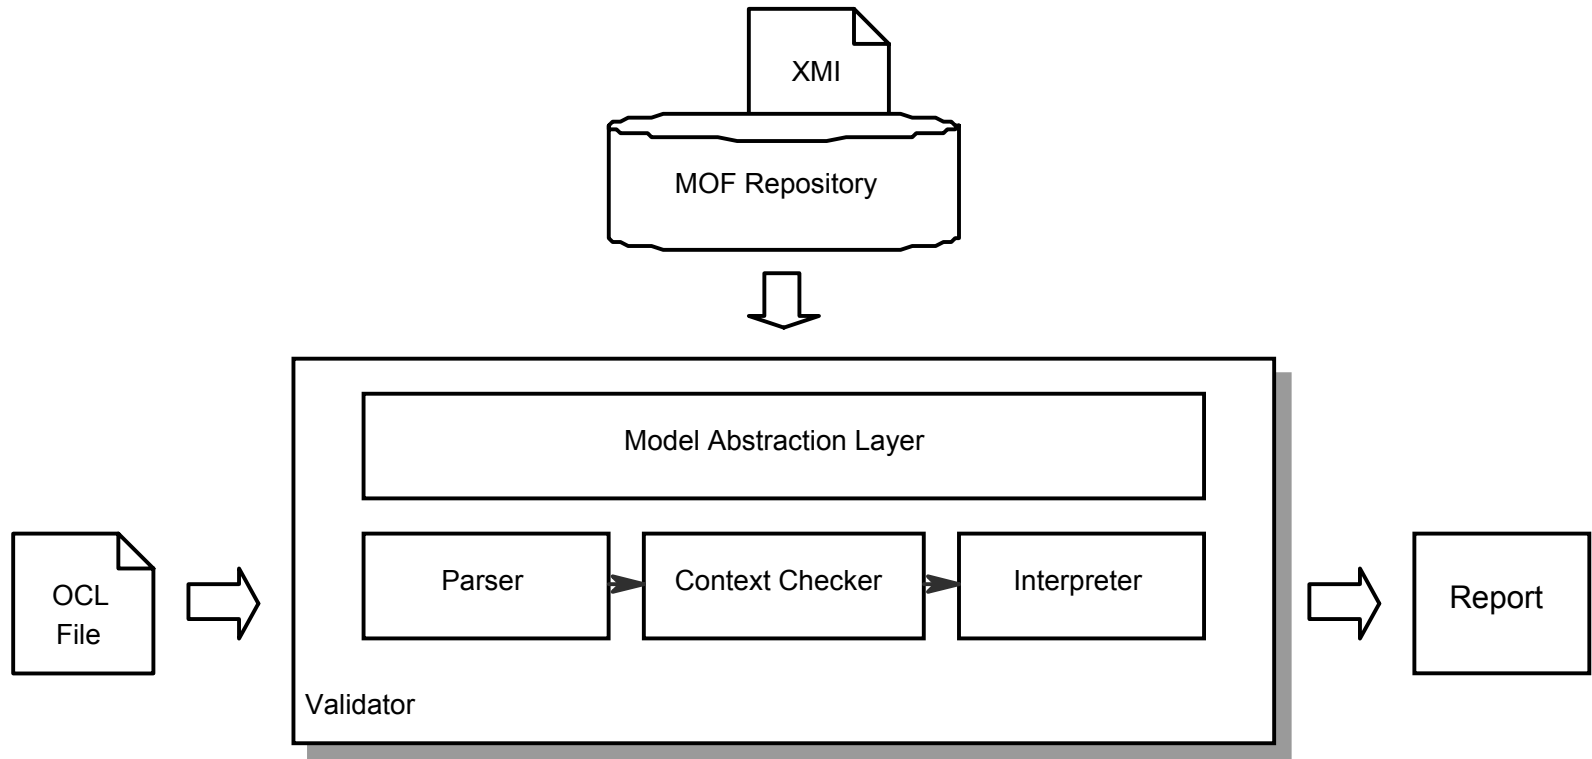 XMI
MOF Repository
Model Abstraction Layer
Parser
Context Checker
Interpreter
OCL
File
Report
Validator